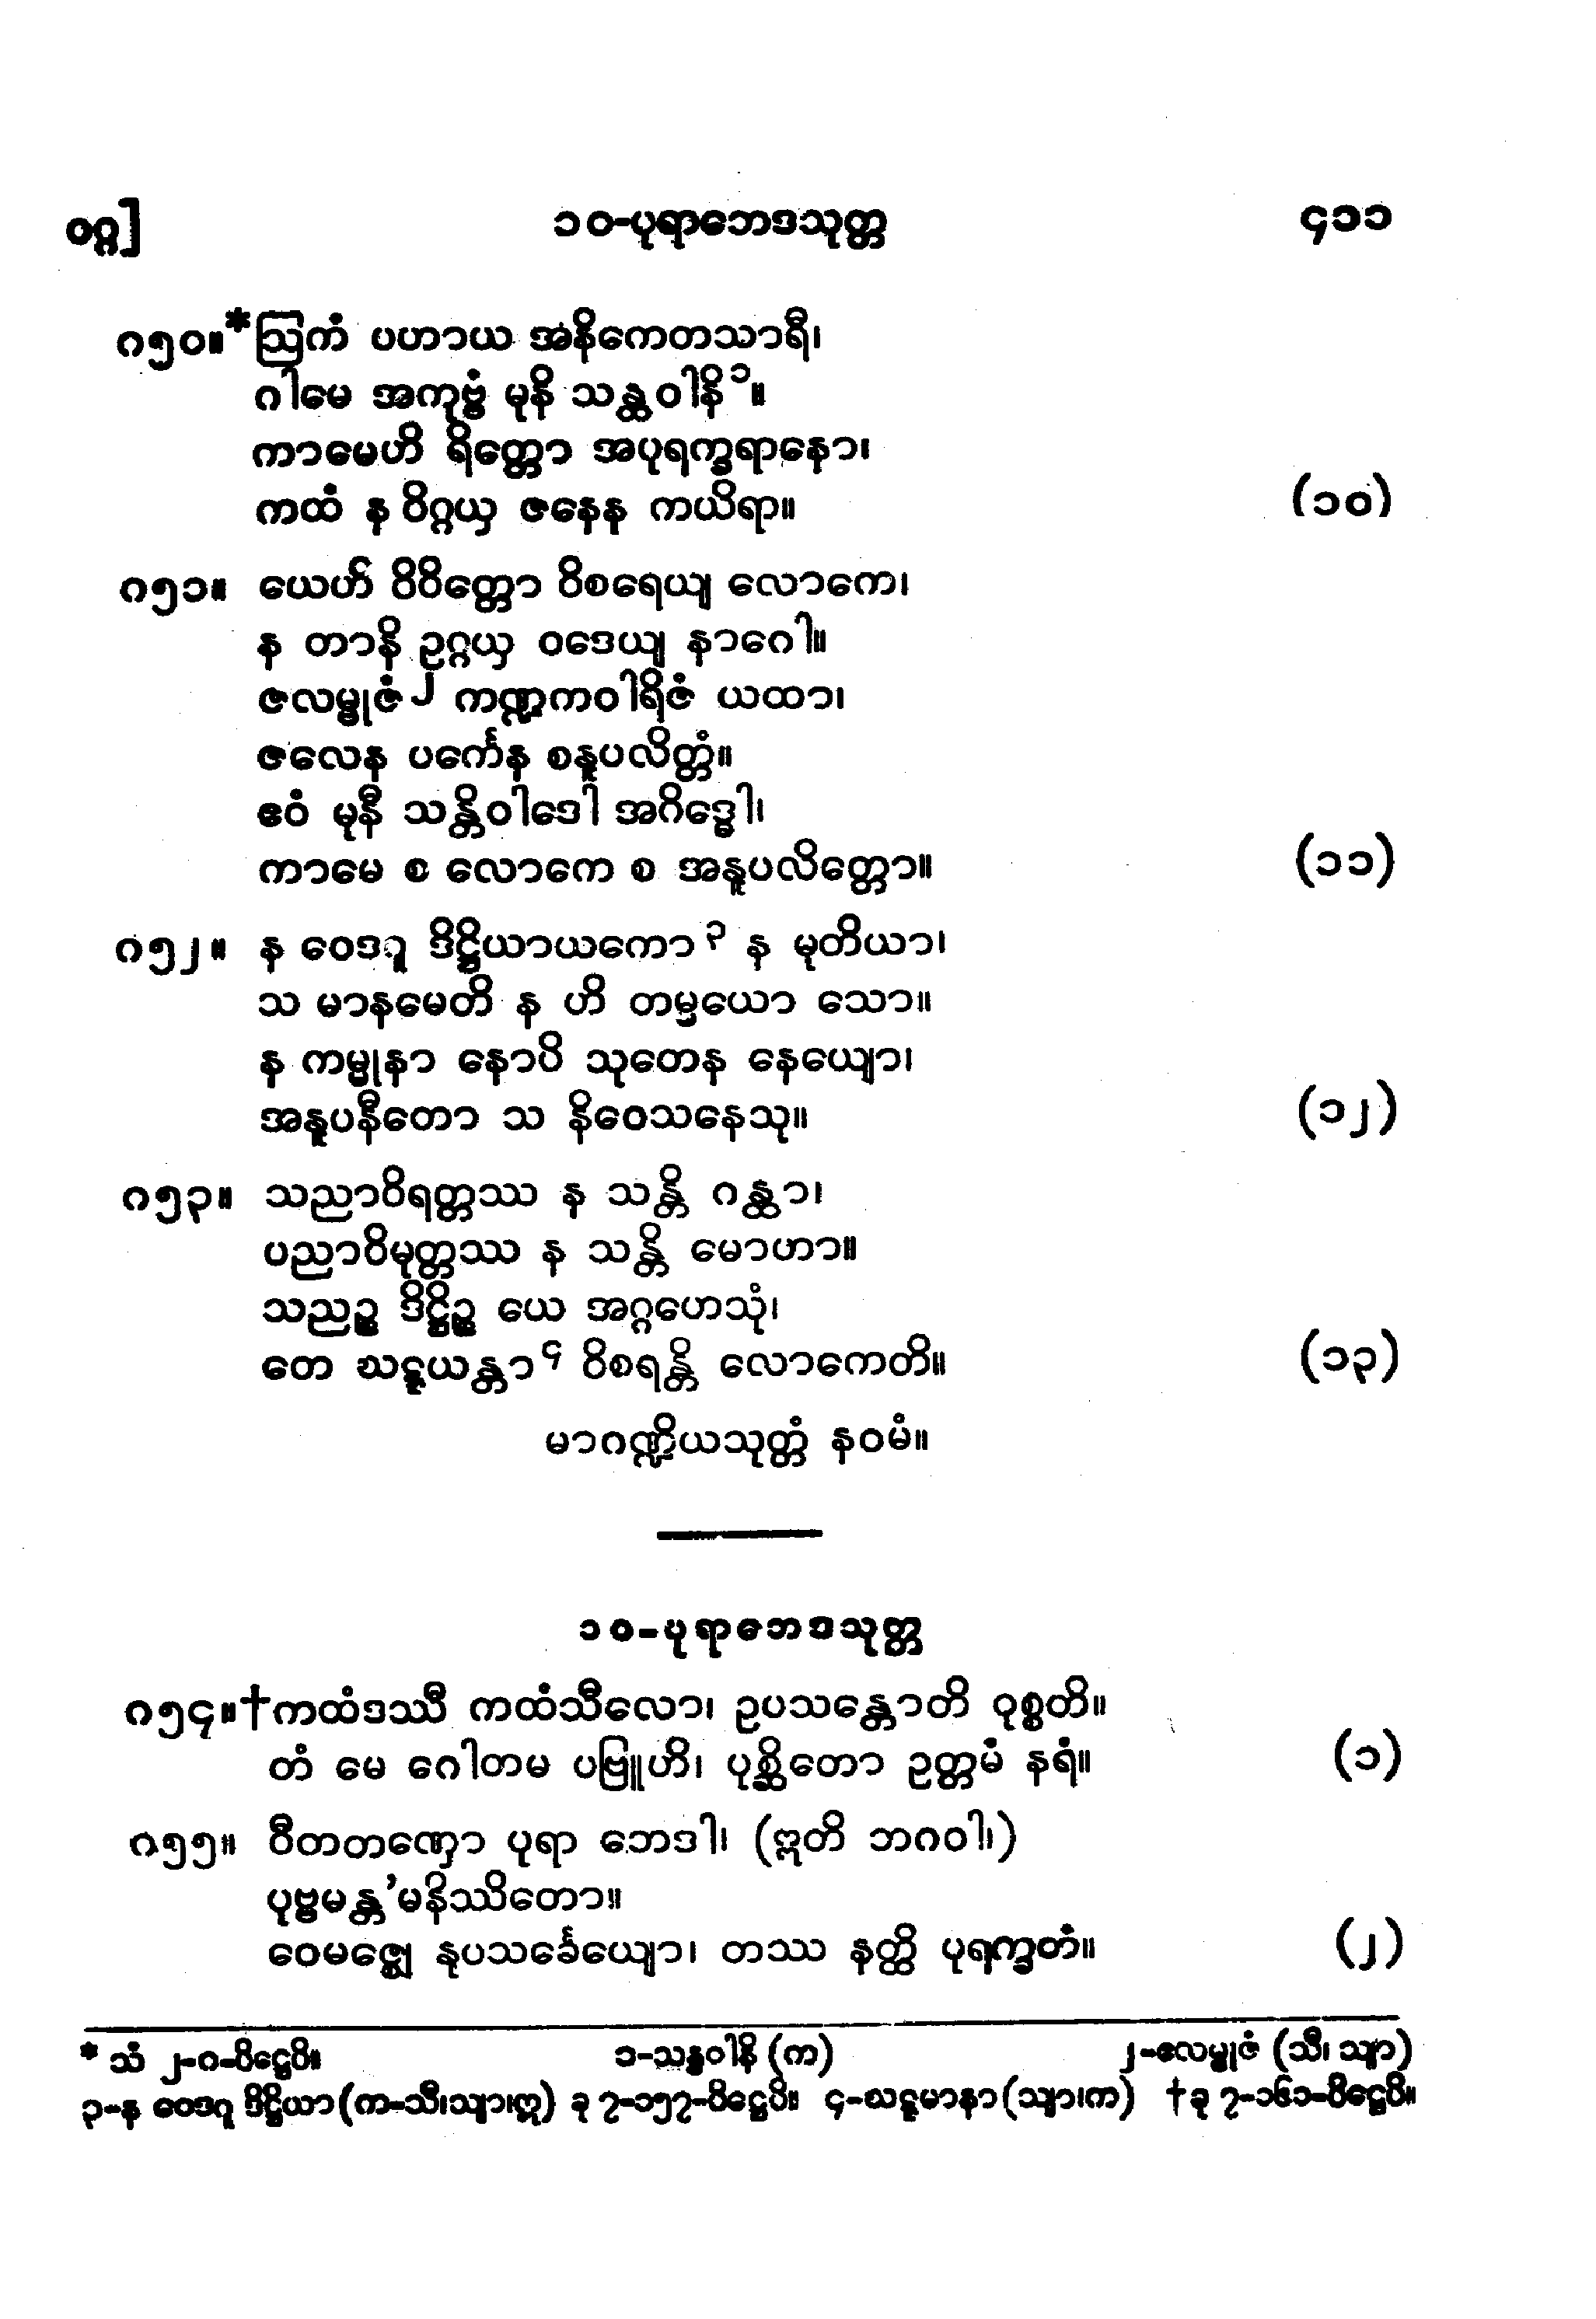 ဝဂ္ဂ] ၁၀-ပုရာဘေဒသုတ္တ ၄၁၁
၈၅၀။ *ဩကံ ပဟာယ အနိကေတသာရီ၊
ဂါမေ အကုဗ္ဗံ မုနိ သန္ထဝါနိ၁။
ကာမေဟိ ရိတ္တော အပုရက္ခရာနော၊
ကထံ န ဝိဂ္ဂယှ ဇနေန ကယိရာ။ (၁၀)
၈၅၁။ ယေဟိ ဝိဝိတ္တော ဝိစရေယျ လောကေ၊
န တာနိ ဥဂ္ဂယှ ဝဒေယျ နာဂေါ။
ဇလမ္ဗုဇံ၂ ကဏ္ဍကဝါရိဇံ ယထာ၊
ဇလေန ပင်္ကေန စနူပလိတ္တံ။
ဧဝံ မုနီ သန္တိဝါဒေါ အဂိဒ္ဓေါ၊
ကာမေ စ လောကေ စ အနူပလိတ္တော။ (၁၁)
၈၅၂။ န ဝေဒဂူ ဒိဋ္ဌိယာယကော၃ န မုတိယာ၊
သ မာနမေတိ န ဟိ တမ္မယော သော။
န ကမ္မုနာ နောပိ သုတေန နေယျော၊
အနူပနီတော သ နိဝေသနေသု။ (၁၂)
၈၅၃။ သညာဝိရတ္တဿ န သန္တိ ဂန္ထာ၊
ပညာဝိမုတ္တဿ န သန္တိ မောဟာ။
သညဉ္စ ဒိဋ္ဌိဉ္စ ယေ အဂ္ဂဟေသုံ၊
တေ ဃဋ္ဋယန္တာ၄ ဝိစရန္တိ လောကေတိ။ (၁၃)
မာဂဏ္ဍိယသုတ္တံ နဝမံ။
၁၀-ပုရာဘေဒသုတ္တ
၈၅၄။ †ကထံဒဿီ ကထံသီလော၊ ဥပသန္တောတိ ဝုစ္စတိ။
တံ မေ ဂေါတမ ပဗြူဟိ၊ ပုစ္ဆိတော ဥတ္တမံ နရံ။ (၁)
၈၅၅။ ဝီတတဏှော ပုရာ ဘေဒါ၊ (ဣတိ ဘဂဝါ၊)
ပုဗ္ဗမန္တ’မနိဿိတော။
ဝေမဇ္ဈေ နုပသင်္ခေယျော၊ တဿ နတ္ထိ ပုရက္ခတံ။ (၂)
* သံ ၂-၈-ပိဋ္ဌေပိ။ ၁-သန္ဓဝါနိ (က) ၂-ဧလမ္ဗုဇံ (သီ၊ သျာ)
၃-န ဝေဒဂူ ဒိဋ္ဌိယာ (က-သီ၊သျာ၊ဣ) ခု ၇-၁၅၇-ပိဋ္ဌေပိ။ ၄-ဃဋ္ဋမာနာ (သျာ၊က) †ခု ၇-၁၆၁-ပိဋ္ဌေပိ။